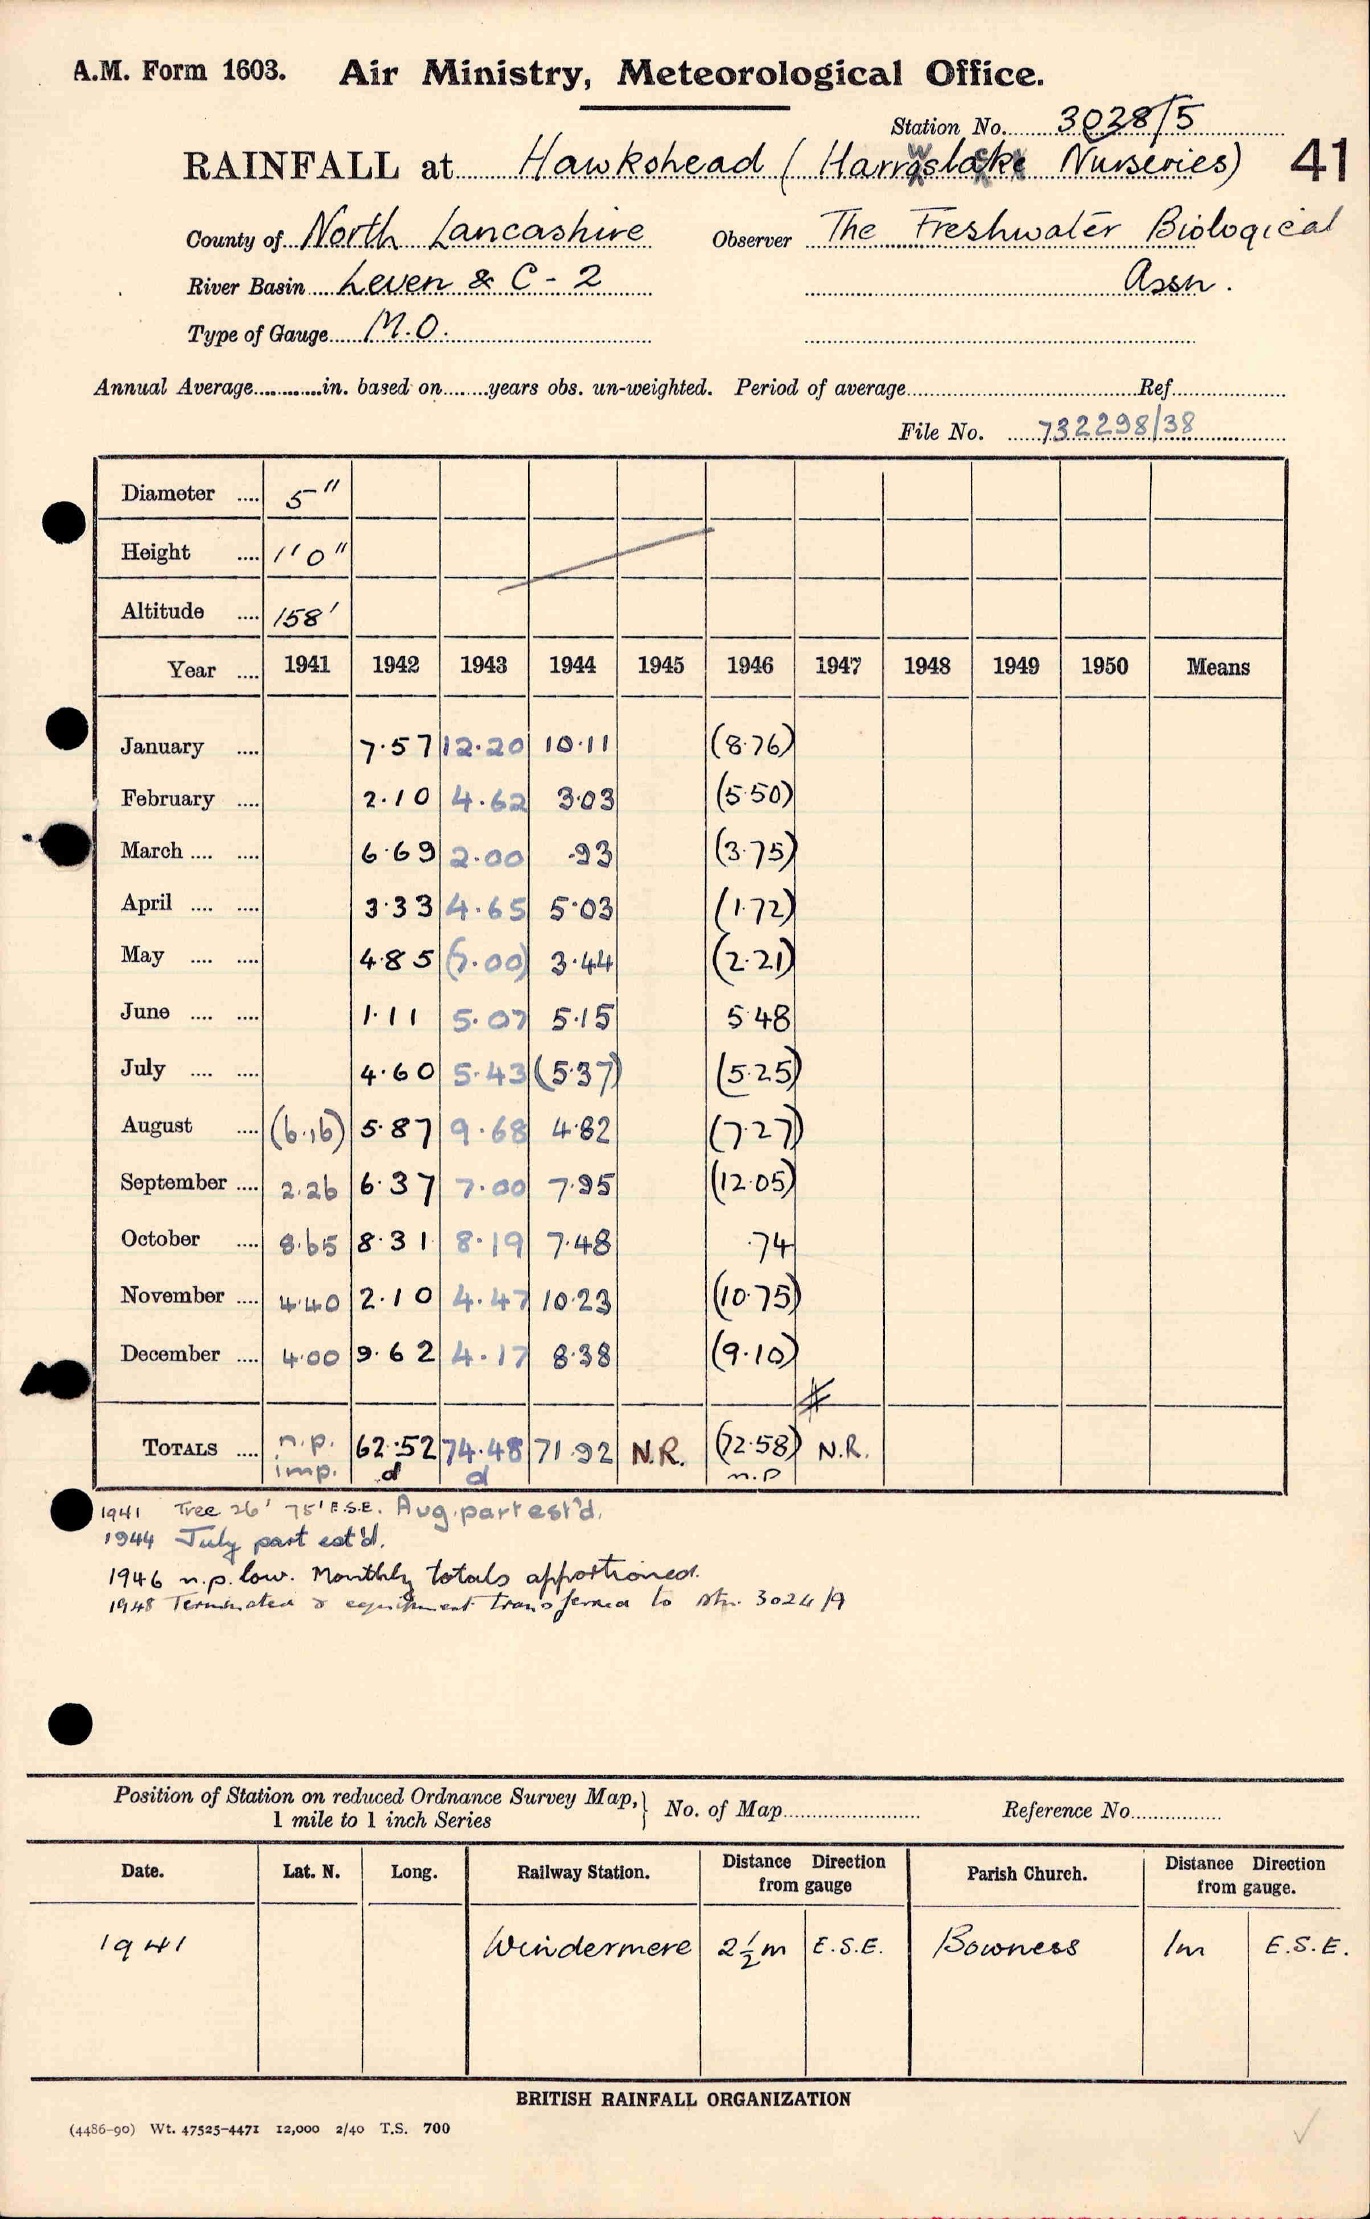 A.M. Form 1603. Air Ministry, Meteorological Office.
Station No. 3028/5
RAINFALL at Hawkshead ( Harrowslack Nurseries) 41
County of North Lancashire Observer The Freshwater Biological
River Basin Leven & C - 2 Assn.
Type of Gauge M.O.
Annual Average in. based on years obs. un-weighted. Period of average Ref
File No. 732298/38
Diameter 5"
Height 1'0"
Altitude 158'
Year 1941 1942 1943 1944 1945 1946 1947 1948 1949 1950 Means
January 7.57 12.20 10.11 (8.76)
February 2.10 4.62 3.03 (5.50)
March 6.69 2.00 .93 (3.75)
April 3.33 4.65 5.03 (1.72)
May 4.85 (7.00) 3.44 (2.21)
June 1.11 5.07 5.15 5.48
July 4.60 5.43 (5.37) (5.25)
August (6.16) 5.87 9.68 4.82 (7.27)
September 2.26 6.37 7.00 7.95 (12.05)
October 8.65 8.31 8.19 7.48 .74
November 4.40 2.10 4.47 10.23 (10.75)
December 4.00 9.62 4.17 8.38 (9.10)
TOTALS n.p. 62.52 74.48 71.92 N.R. (72.58) N.R.
imp. d d n.p
1941 Tree 26' 75' E.S.E. Aug. part est'd.
1944 July part est'd.
1946 n.p. low. Monthly totals apportioned.
1948 Terminated & equipment transferred to stn. 3024/9
Position of Station on reduced Ordnance Survey Map, 1 mile to 1 inch Series } No. of Map Reference No
Date. Lat. N. Long. Railway Station. Distance Direction from gauge Parish Church. Distance Direction from gauge.
1941 Windermere 2½m E.S.E. Bowness 1m E.S.E.
BRITISH RAINFALL ORGANIZATION
(4486-90) Wt. 47525-4471 12,000 2/40 T.S. 700